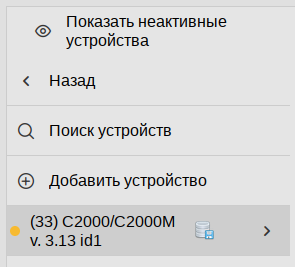 Показать неактивные
устройства
Назад
Поиск устройств
Добавить устройство
(33) С2000/С2000М
v. 3.13 id1